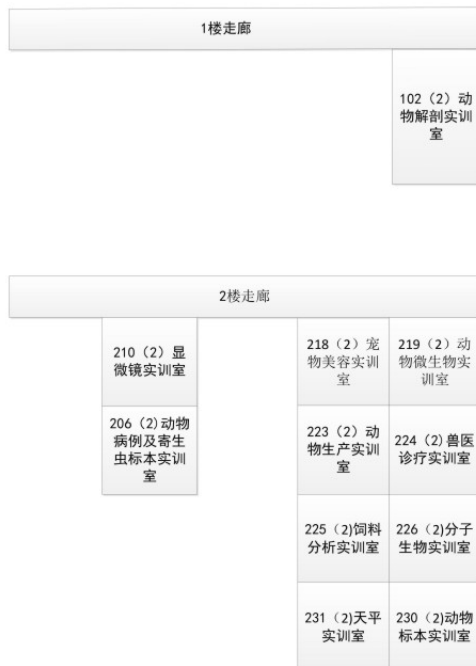 1楼走廊
102（2）动
物解剖实训
室
2楼走廊
210（2）显
微镜实训室
218（2）宠
物美容实训
室
219（2）动
物微生物实
训室
206（2)动物
病例及寄生
虫标本实训
室
223（2）动
物生产实训
室
224（2)兽医
诊疗实训室
225（2)饲料
分析实训室
226（2)分子
生物实训室
231（2)天平
实训室
230（2)动物
标本实训室